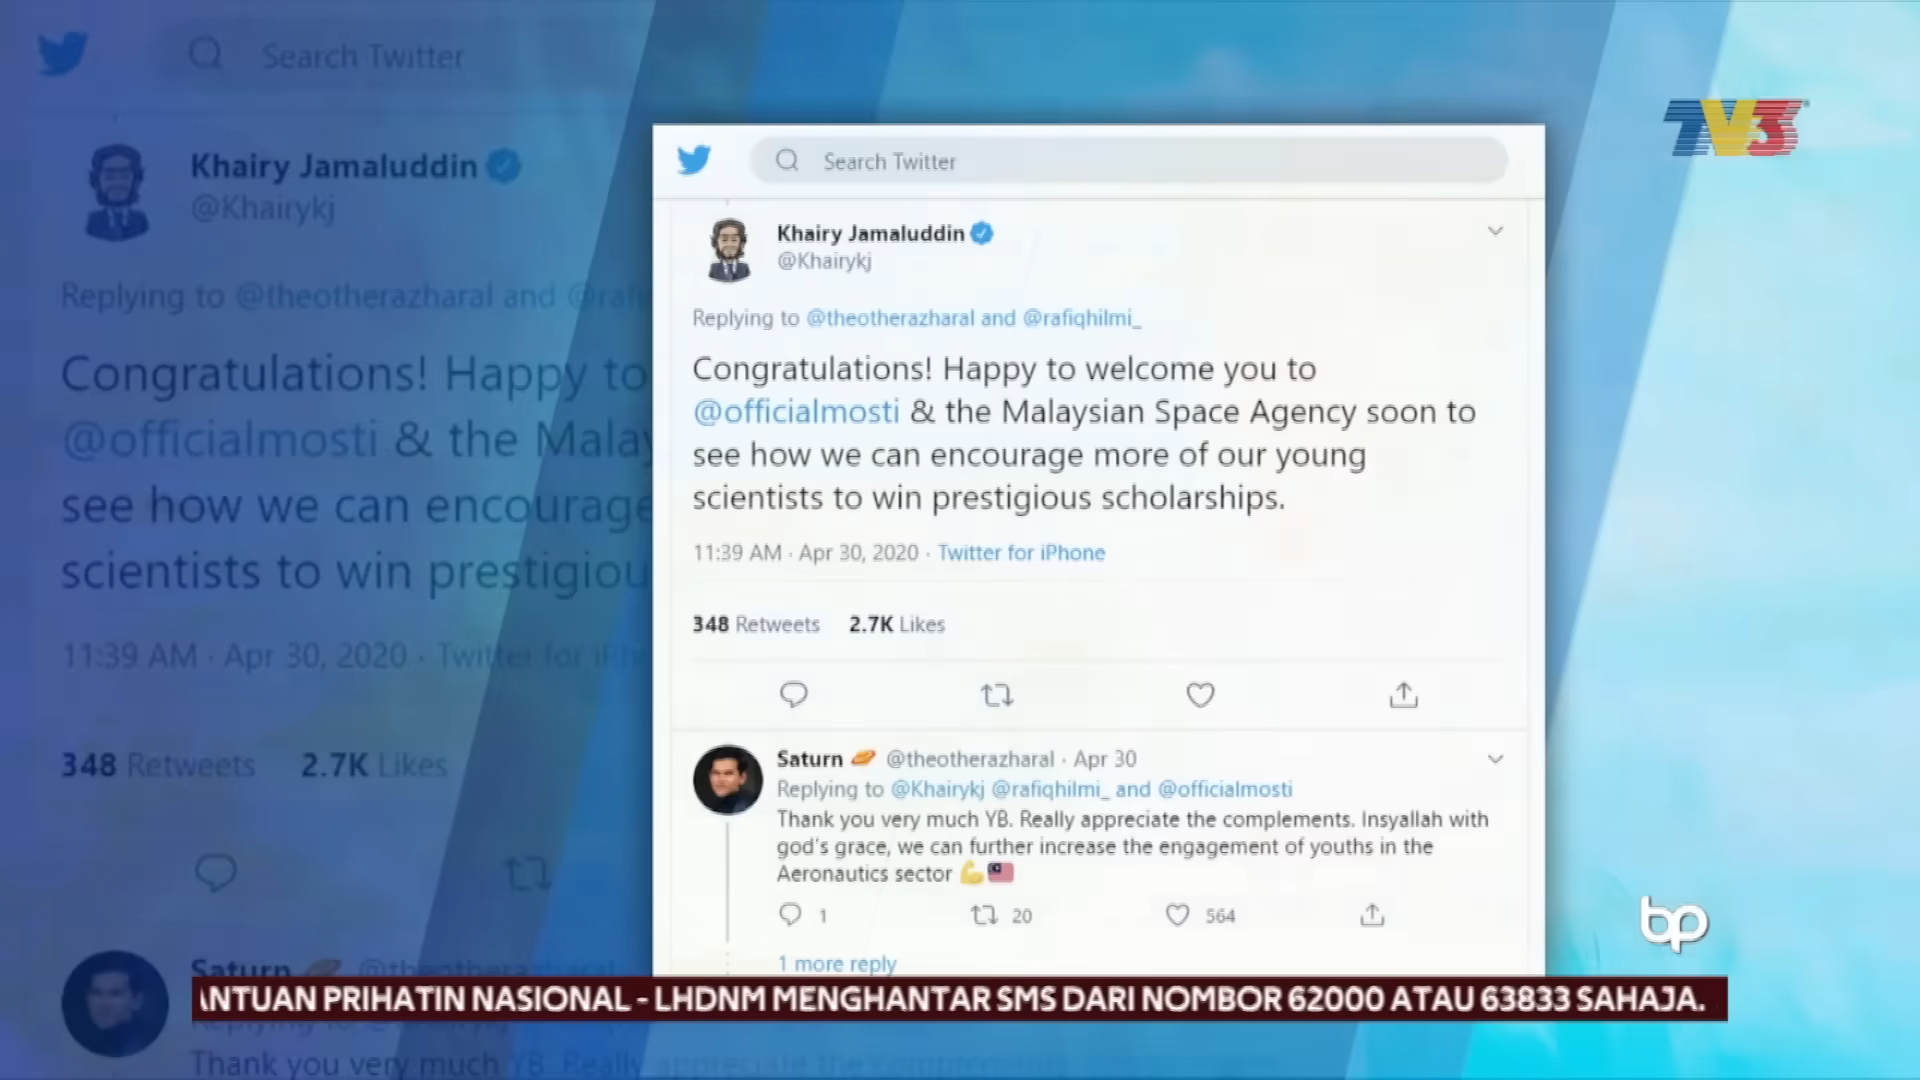 Search Twitter
Khairy Jamaluddin
@Khairykj
Replying to @theotherazharal and @rafi
Congratulations! Happy to
@officialmosti & the Malay
see how we can encourage
scientists to win prestigiou
11:39 AM · Apr 30, 2020 · Twitter for iPh
348 Retweets 2.7K Likes
Saturn @theotherazharal
Thank you very much YB. Really appreciate the complements.
Search Twitter
Khairy Jamaluddin
@Khairykj
Replying to @theotherazharal and @rafiqhilmi_
Congratulations! Happy to welcome you to
@officialmosti & the Malaysian Space Agency soon to
see how we can encourage more of our young
scientists to win prestigious scholarships.
11:39 AM · Apr 30, 2020 · Twitter for iPhone
348 Retweets 2.7K Likes
Saturn 🪐 @theotherazharal · Apr 30
Replying to @Khairykj @rafiqhilmi_ and @officialmosti
Thank you very much YB. Really appreciate the complements. Insyallah with
god's grace, we can further increase the engagement of youths in the
Aeronautics sector 💪🇲🇾
1 20 564
1 more reply
TV3
bp
ANTUAN PRIHATIN NASIONAL - LHDNM MENGHANTAR SMS DARI NOMBOR 62000 ATAU 63833 SAHAJA.